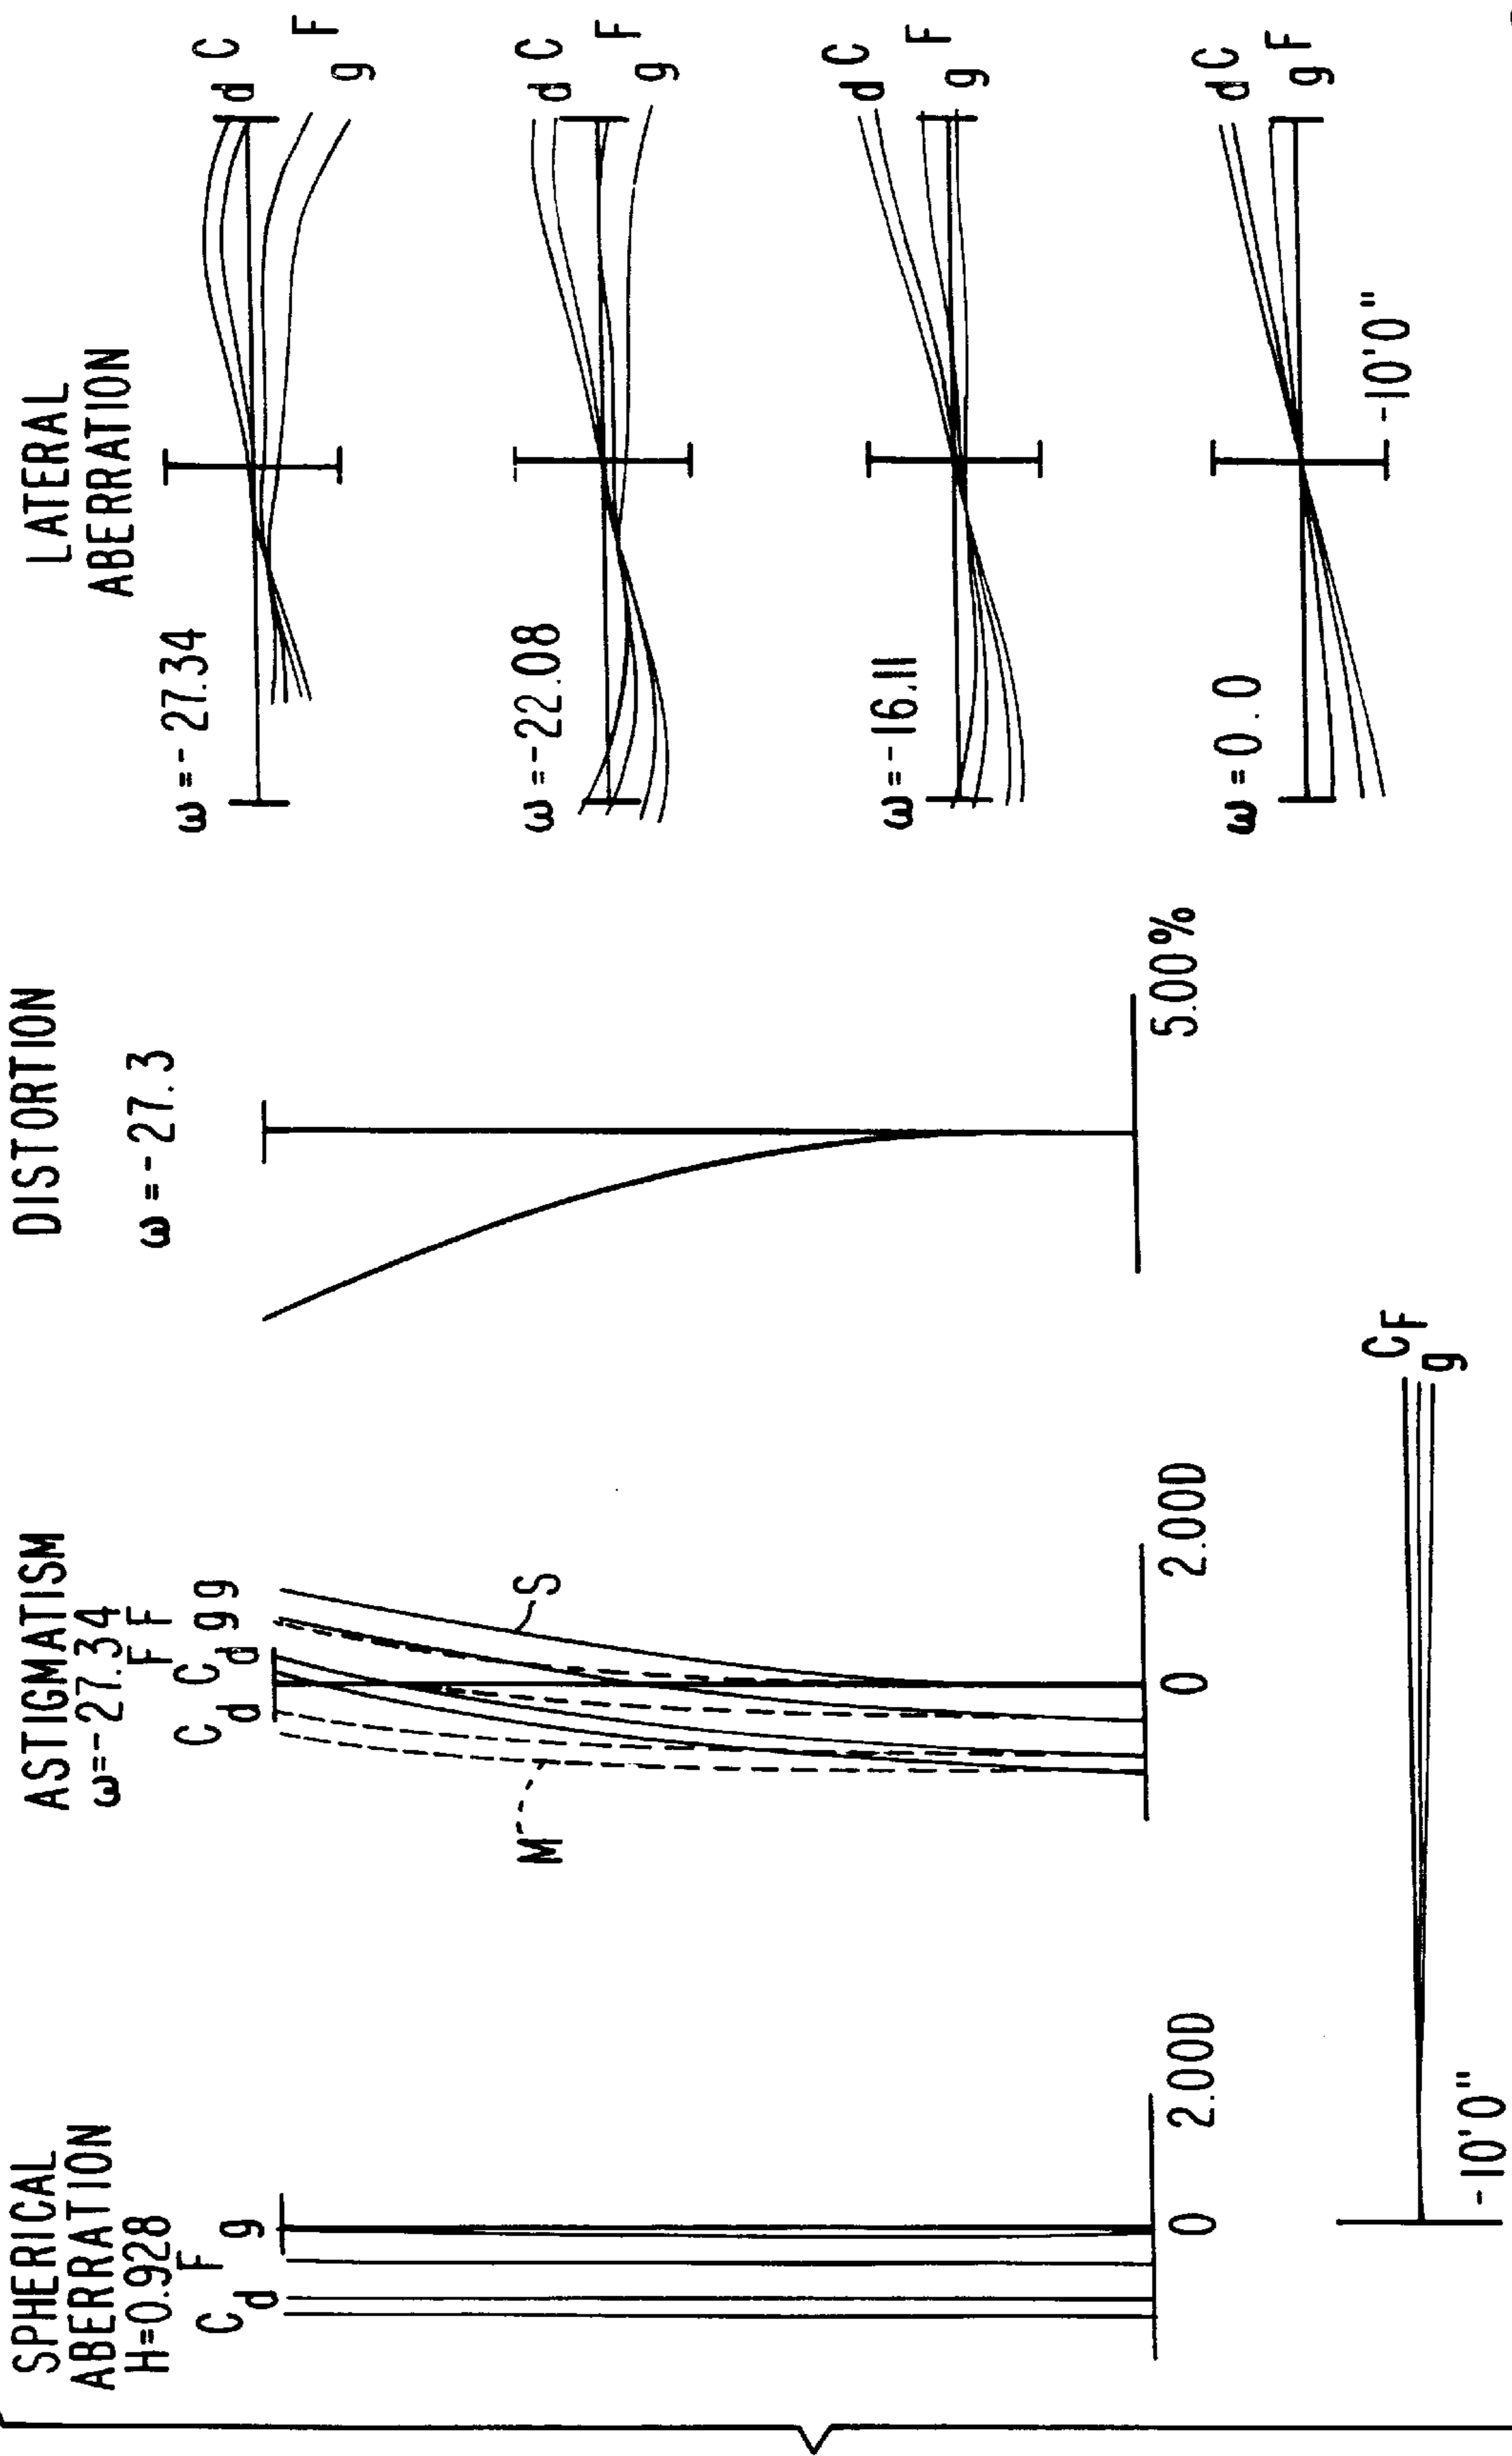 SPHERICAL
ABERRATION
H=0.928
F
C d g
0 2.000
ASTIGMATISM
ω=-27.34
F F
C d C d g g
S
M
0 2.00D
DISTORTION
ω=-27.3
5.00%
LATERAL
ABERRATION
ω=-27.34
d C
g F
ω=-22.08
d C
g F
ω=-16.11
d C
g F
ω=0.0
d C
g F
-10'0"
C
F
g
-10'0"